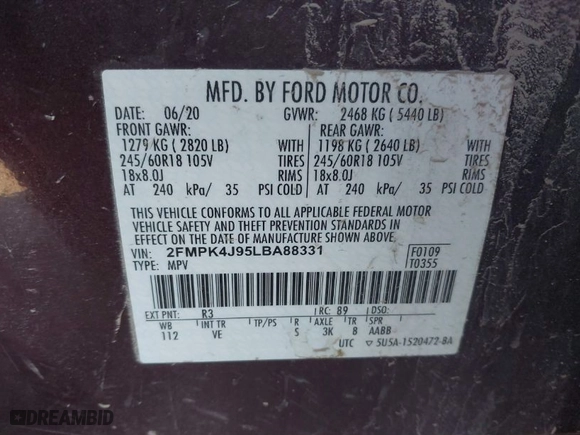 MFD. BY FORD MOTOR CO.
DATE: 06/20 GVWR: 2468 KG ( 5440 LB)
FRONT GAWR: REAR GAWR:
1279 KG ( 2820 LB) WITH 1198 KG ( 2640 LB) WITH
245/60R18 105V TIRES 245/60R18 105V TIRES
18x8.0J RIMS 18x8.0J RIMS
AT 240 kPa/ 35 PSI COLD AT 240 kPa/ 35 PSI COLD
THIS VEHICLE CONFORMS TO ALL APPLICABLE FEDERAL MOTOR
VEHICLE SAFETY AND THEFT PREVENTION STANDARDS IN
EFFECT ON THE DATE OF MANUFACTURE SHOWN ABOVE.
VIN: 2FMPK4J95LBA88331 F0109
TYPE: MPV T0355
EXT PNT: R3 RC: 89 DSO:
WB INT TR TP/PS R AXLE TR SPR
112 VE S 3K 8 AABB
UTC 5U5A-1520472-BA
DREAMBID